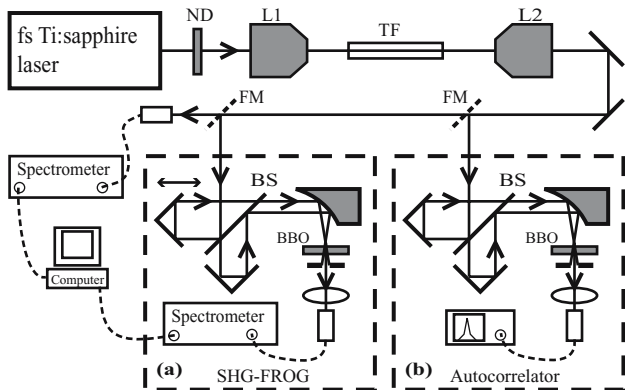 fs Ti:sapphire
laser
ND
L1
TF
L2
FM
FM
Spectrometer
Computer
BS
BBO
Spectrometer
(a)
SHG-FROG
BS
BBO
(b)
Autocorrelator